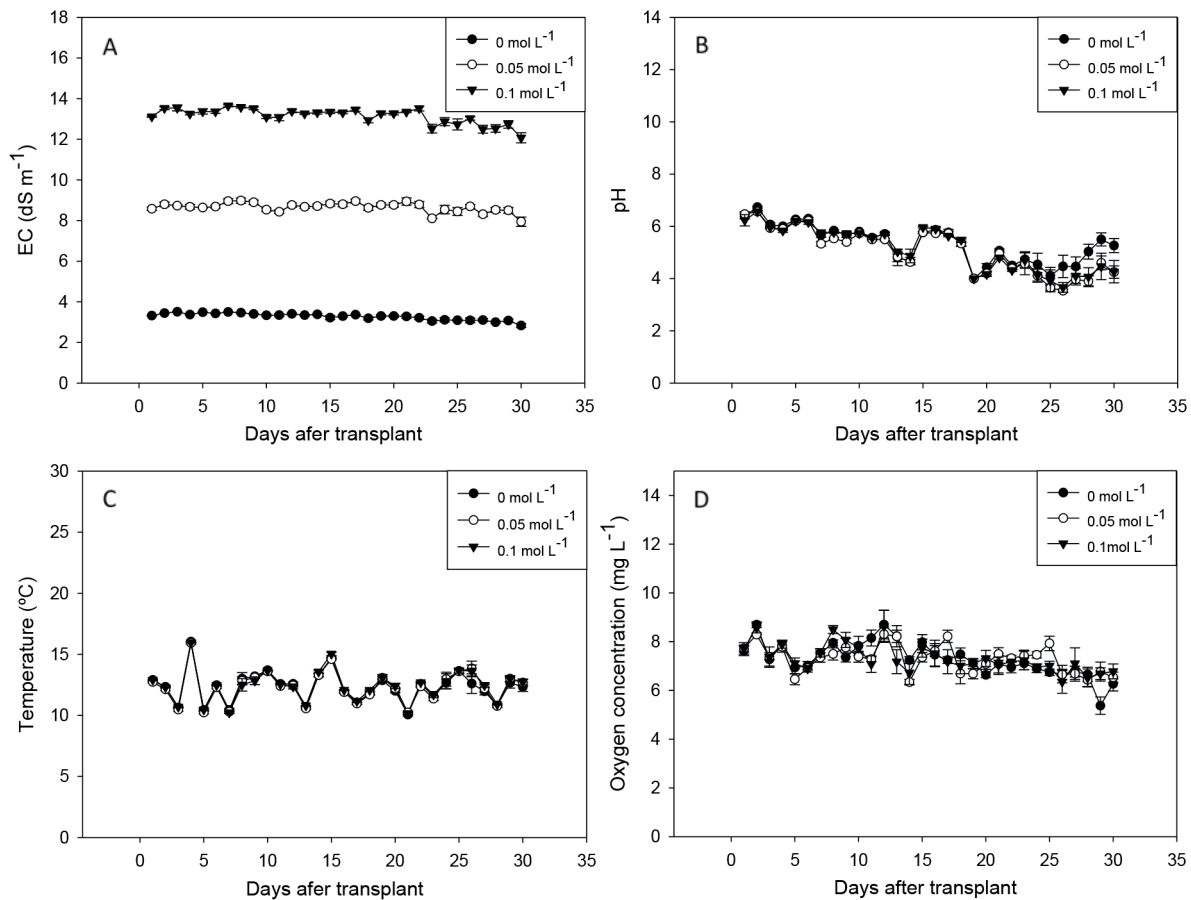 A
EC (dS m⁻¹)
18
16
14
12
10
8
6
4
2
0
0 mol L⁻¹
0.05 mol L⁻¹
0.1 mol L⁻¹
0 5 10 15 20 25 30 35
Days afer transplant
B
pH
14
12
10
8
6
4
2
0
0 mol L⁻¹
0.05 mol L⁻¹
0.1 mol L⁻¹
0 5 10 15 20 25 30 35
Days after transplant
C
Temperature (ºC)
30
25
20
15
10
5
0
0 mol L⁻¹
0.05 mol L⁻¹
0.1 mol L⁻¹
0 5 10 15 20 25 30 35
Days afer transplant
D
Oxygen concentration (mg L⁻¹)
14
12
10
8
6
4
2
0
0 mol L⁻¹
0.05 mol L⁻¹
0.1mol L⁻¹
0 5 10 15 20 25 30 35
Days after transplant